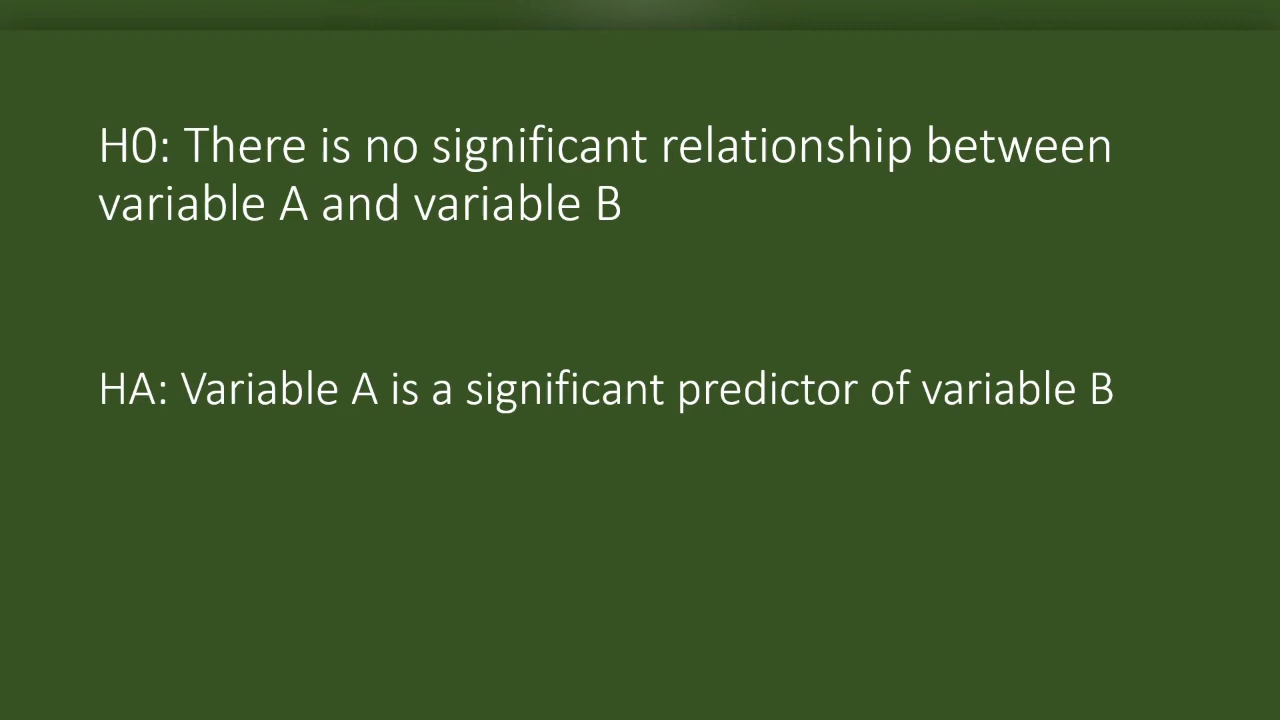 H0: There is no significant relationship between
variable A and variable B
HA: Variable A is a significant predictor of variable B